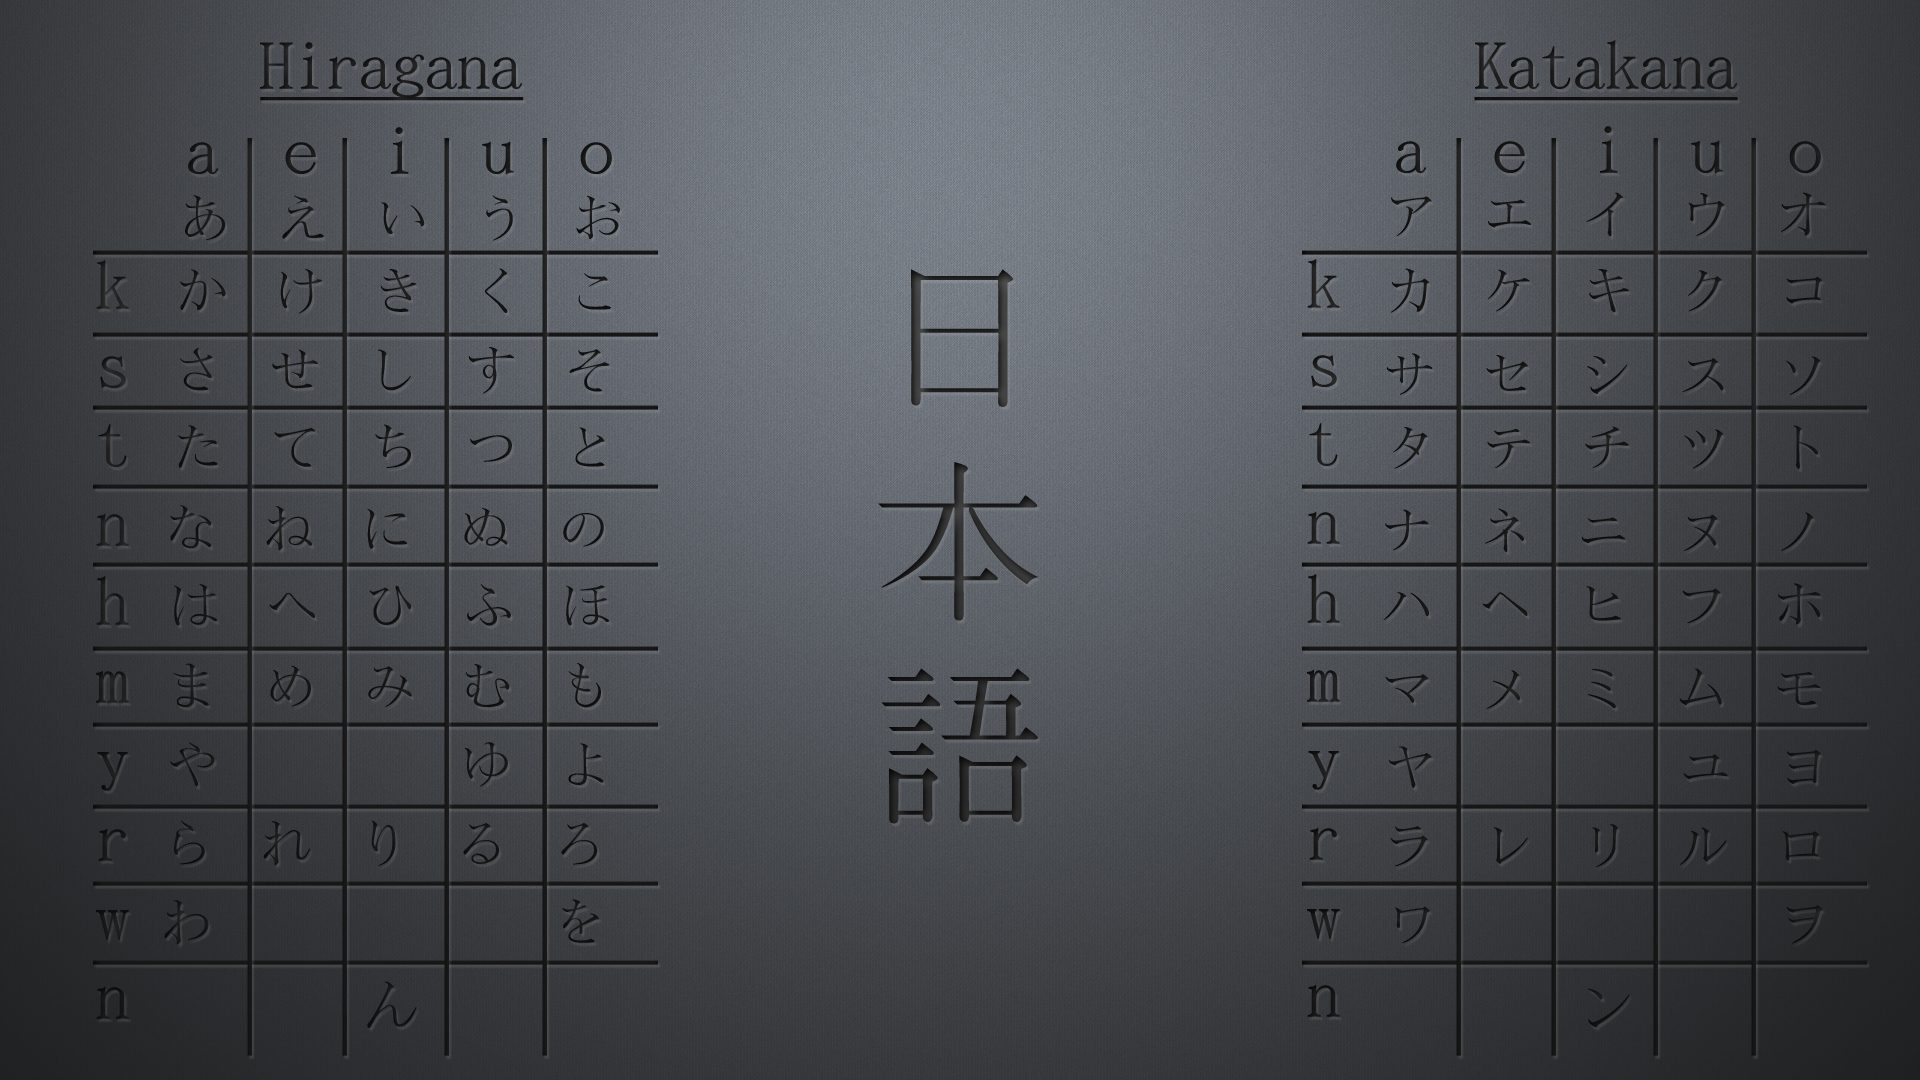 Hiragana
a e i u o
あ え い う お
k か け き く こ
s さ せ し す そ
t た て ち つ と
n な ね に ぬ の
h は へ ひ ふ ほ
m ま め み む も
y や ゆ よ
r ら れ り る ろ
w わ を
n ん
日
本
語
Katakana
a e i u o
ア エ イ ウ オ
k カ ケ キ ク コ
s サ セ シ ス ソ
t タ テ チ ツ ト
n ナ ネ ニ ヌ ノ
h ハ ヘ ヒ フ ホ
m マ メ ミ ム モ
y ヤ ユ ヨ
r ラ レ リ ル ロ
w ワ ヲ
n ン